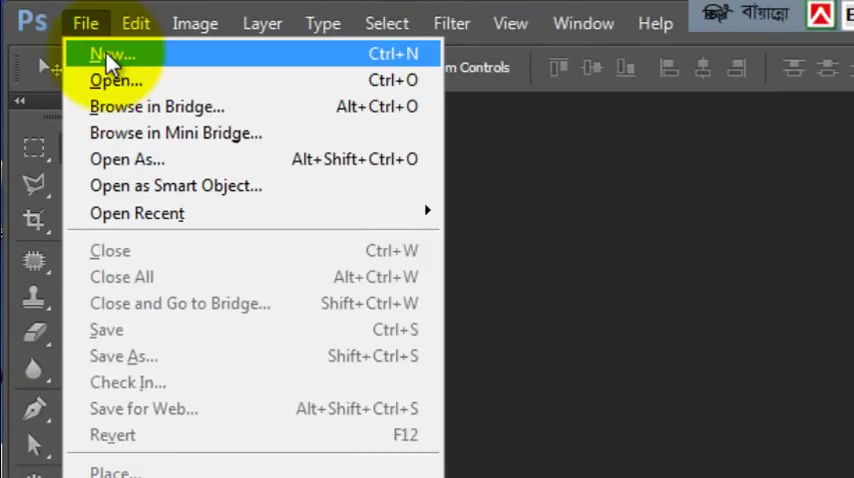 Ps File Edit Image Layer Type Select Filter View Window Help বায়ান্নো
New... Ctrl+N
m Controls
Open... Ctrl+O
Browse in Bridge... Alt+Ctrl+O
Browse in Mini Bridge...
Open As... Alt+Shift+Ctrl+O
Open as Smart Object...
Open Recent
Close Ctrl+W
Close All Alt+Ctrl+W
Close and Go to Bridge... Shift+Ctrl+W
Save Ctrl+S
Save As... Shift+Ctrl+S
Check In...
Save for Web... Alt+Shift+Ctrl+S
Revert F12
Place...